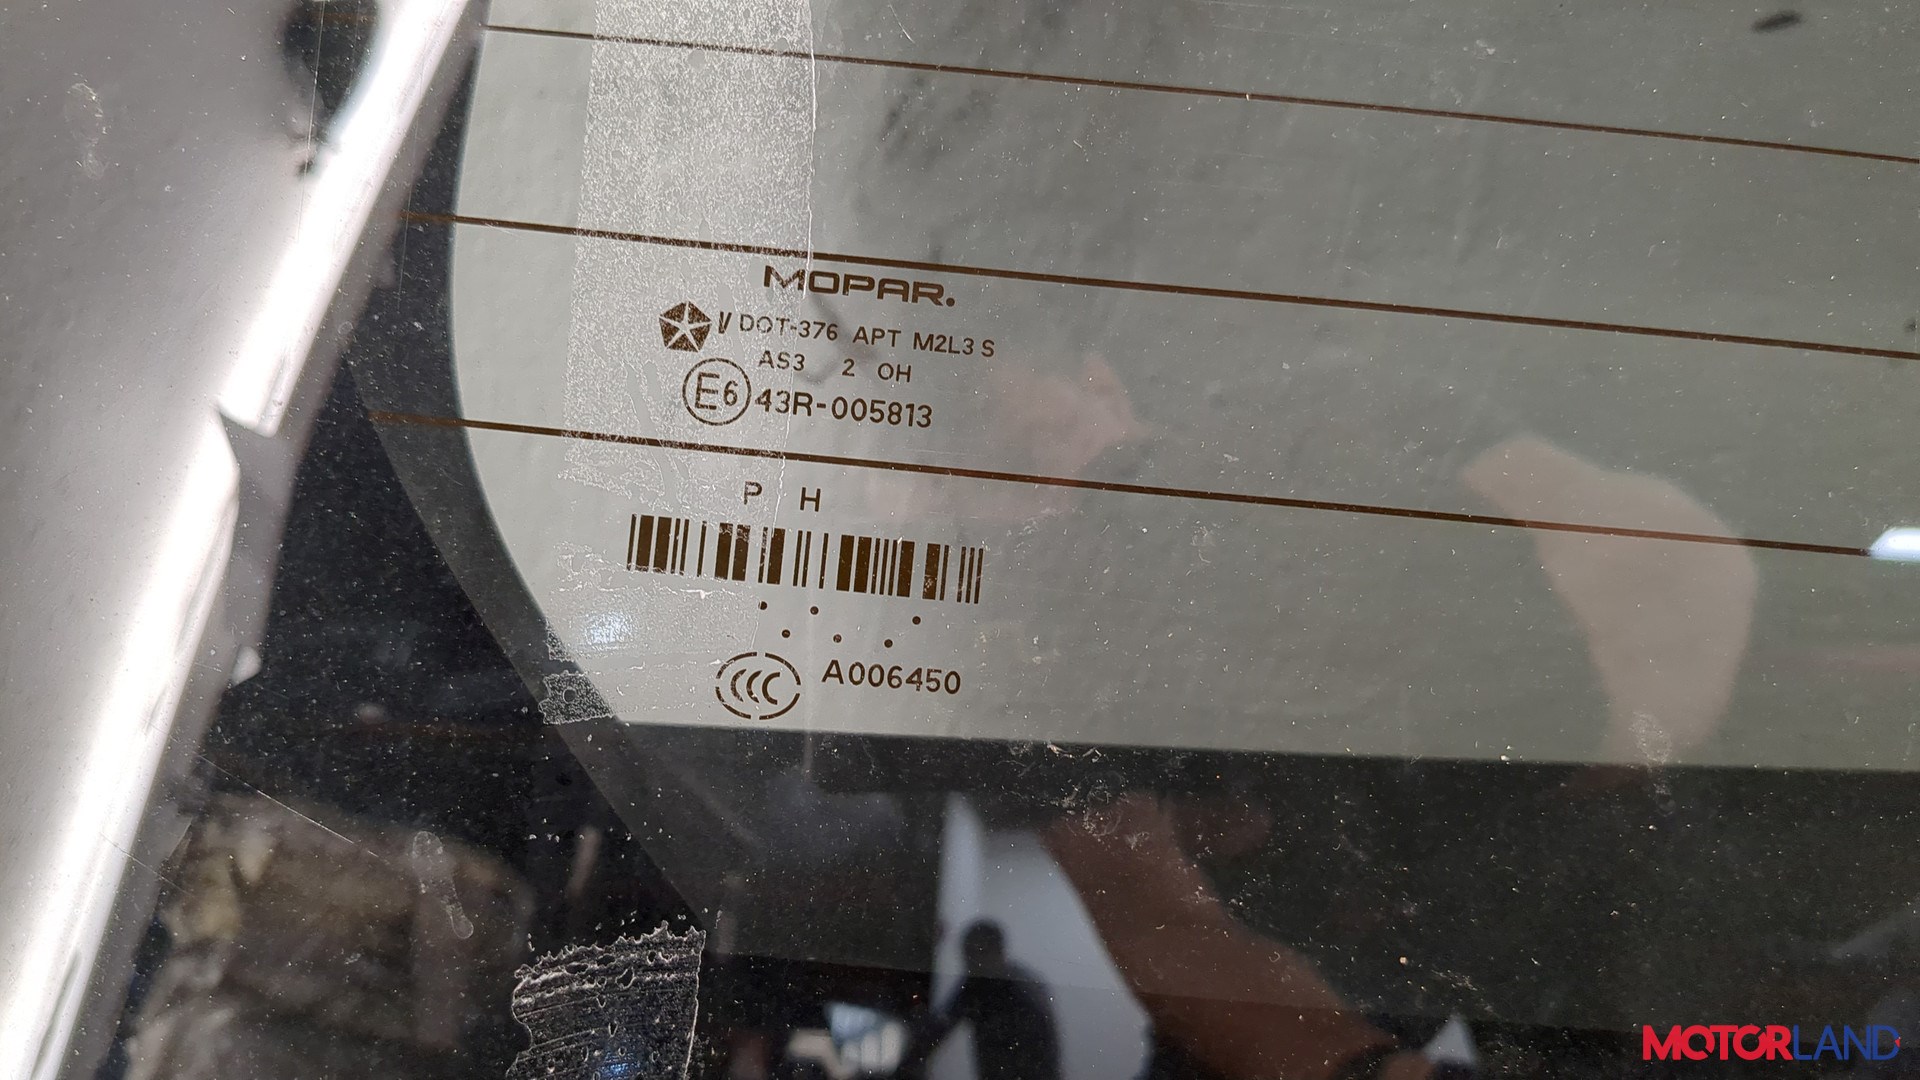 MOPAR.
V DOT-376 APT M2L3 S
AS3 2 OH
E6 43R-005813
P H
CCC A006450
MOTORLAND